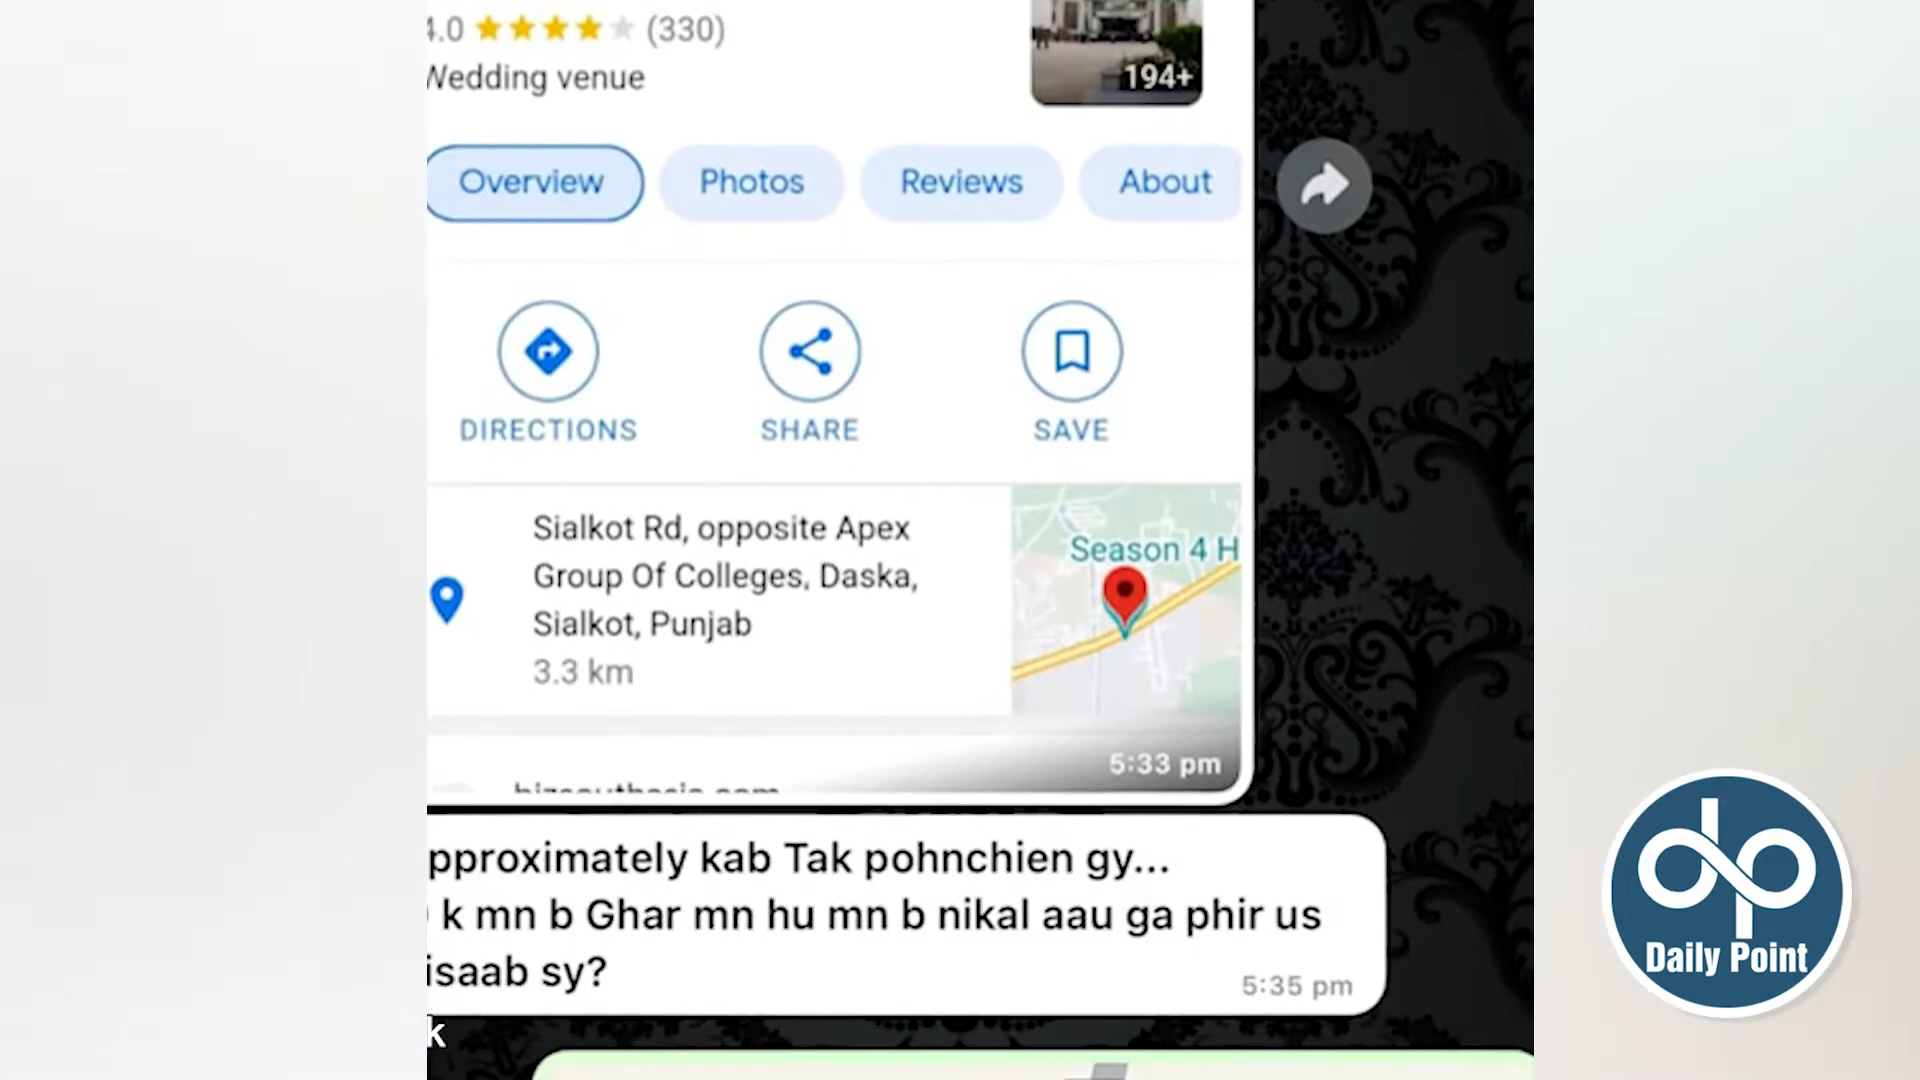 4.0 (330)
Wedding venue
194+
Overview Photos Reviews About
DIRECTIONS SHARE SAVE
Sialkot Rd, opposite Apex
Group Of Colleges, Daska,
Sialkot, Punjab
3.3 km
Season 4 H
5:33 pm
pproximately kab Tak pohnchien gy...
k mn b Ghar mn hu mn b nikal aau ga phir us
isaab sy?
5:35 pm
k
dp
Daily Point